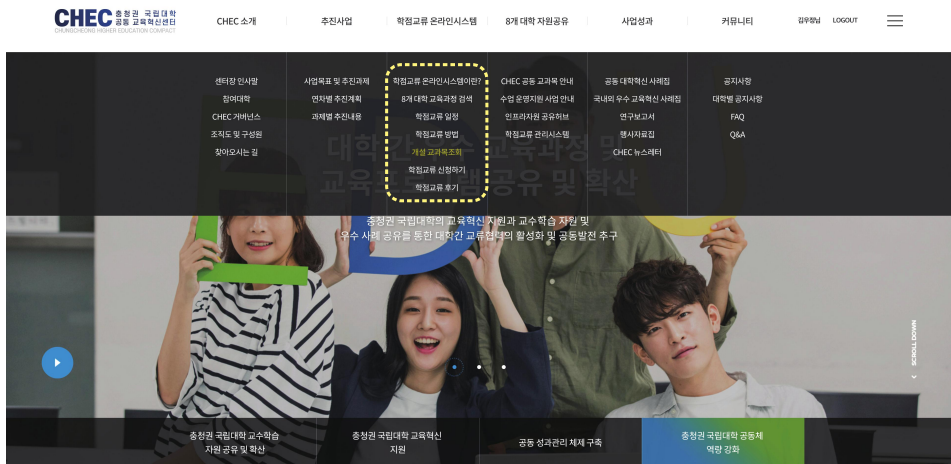 CHEC 충청권 국립대학
공동 교육혁신센터
CHUNGCHEONG HIGHER EDUCATION COMPACT
CHEC 소개
추진사업
학점교류 온라인시스템
8개 대학 자원공유
사업성과
커뮤니티
김우정님 LOGOUT
센터장 인사말
참여대학
CHEC 거버넌스
조직도 및 구성원
찾아오시는 길
사업목표 및 추진과제
연차별 추진계획
과제별 추진내용
학점교류 온라인시스템이란?
8개 대학 교육과정 검색
학점교류 일정
학점교류 방법
개설 교과목조회
학점교류 신청하기
학점교류 후기
CHEC 공동 교과목 안내
수업 운영지원 사업 안내
인프라자원 공유허브
학점교류 관리시스템
공동 대학혁신 사례집
국내외 우수 교육혁신 사례집
연구보고서
행사자료집
CHEC 뉴스레터
공지사항
대학별 공지사항
FAQ
Q&A
대학간 우수 교육과정 및
교육프로그램 공유 및 확산
충청권 국립대학의 교육혁신 지원과 교수학습 자원 및
우수 사례 공유를 통한 대학간 교류협력의 활성화 및 공동발전 추구
SCROLL DOWN
충청권 국립대학 교수학습
자원 공유 및 확산
충청권 국립대학 교육혁신
지원
공동 성과관리 체제 구축
충청권 국립대학 공동체
역량 강화